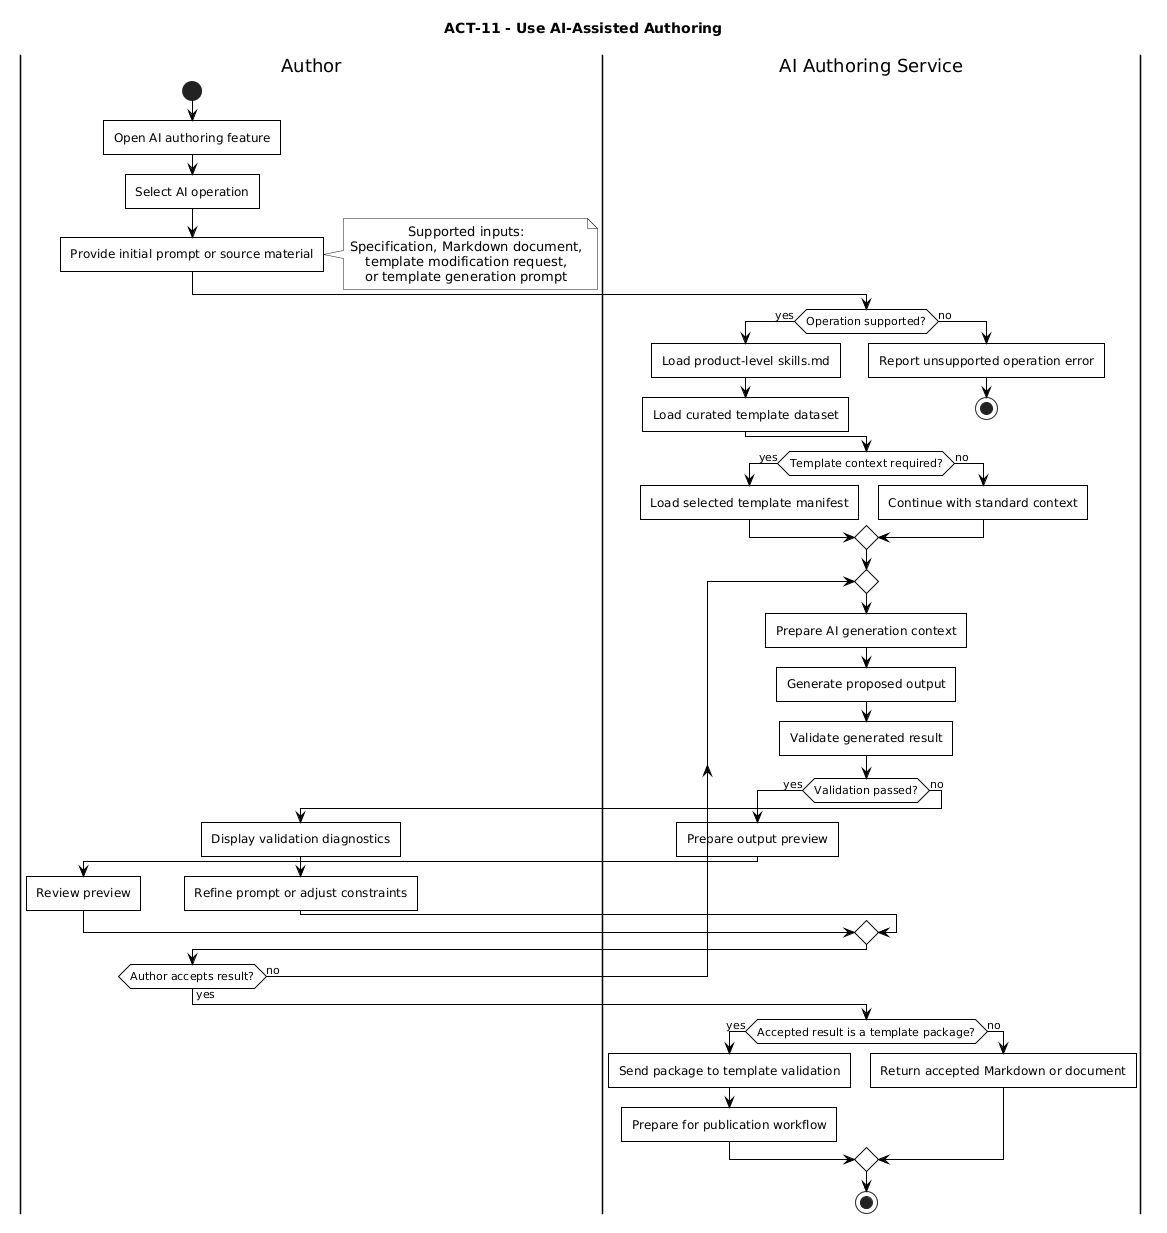 ACT-11 - Use AI-Assisted Authoring
Author
AI Authoring Service
Open AI authoring feature
Select AI operation
Provide initial prompt or source material
Supported inputs:
Specification, Markdown document,
template modification request,
or template generation prompt
yes
Operation supported?
no
Load product-level skills.md
Report unsupported operation error
Load curated template dataset
yes
Template context required?
no
Load selected template manifest
Continue with standard context
Prepare AI generation context
Generate proposed output
Validate generated result
yes
Validation passed?
no
Display validation diagnostics
Prepare output preview
Review preview
Refine prompt or adjust constraints
Author accepts result?
no
yes
yes
Accepted result is a template package?
no
Send package to template validation
Return accepted Markdown or document
Prepare for publication workflow